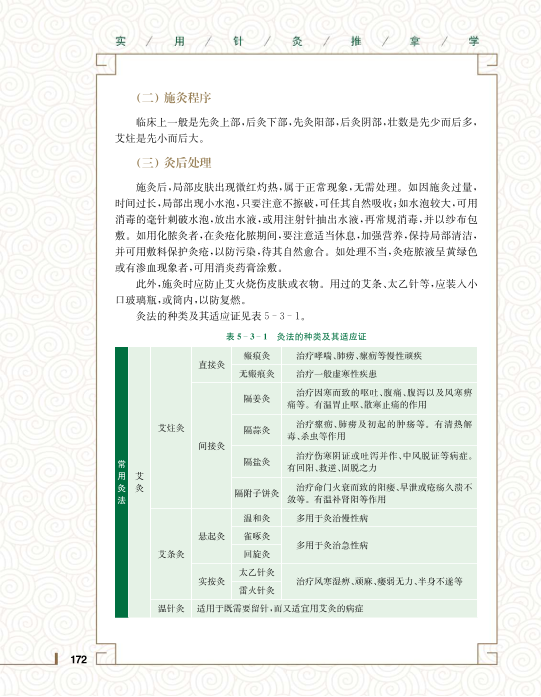 实 / 用 / 针 / 灸 / 推 / 拿 / 学
（二）施灸程序
临床上一般是先灸上部,后灸下部,先灸阳部,后灸阴部,壮数是先少而后多,
艾炷是先小而后大。
（三）灸后处理
施灸后,局部皮肤出现微红灼热,属于正常现象,无需处理。如因施灸过量,
时间过长,局部出现小水泡,只要注意不擦破,可任其自然吸收;如水泡较大,可用
消毒的毫针刺破水泡,放出水液,或用注射针抽出水液,再常规消毒,并以纱布包
敷。如用化脓灸者,在灸疮化脓期间,要注意适当休息,加强营养,保持局部清洁,
并可用敷料保护灸疮,以防污染,待其自然愈合。如处理不当,灸疮脓液呈黄绿色
或有渗血现象者,可用消炎药膏涂敷。
此外,施灸时应防止艾火烧伤皮肤或衣物。用过的艾条、太乙针等,应装入小
口玻璃瓶,或筒内,以防复燃。
灸法的种类及其适应证见表 5-3-1。
表 5-3-1 灸法的种类及其适应证
常用灸法
艾灸
艾炷灸
直接灸
瘢痕灸 治疗哮喘、肺痨、瘰疬等慢性顽疾
无瘢痕灸 治疗一般虚寒性疾患
间接灸
隔姜灸 治疗因寒而致的呕吐、腹痛、腹泻以及风寒痹
痛等。有温胃止呕、散寒止痛的作用
隔蒜灸 治疗瘰疬、肺痨及初起的肿疡等。有清热解
毒、杀虫等作用
隔盐灸 治疗伤寒阴证或吐泻并作、中风脱证等病症。
有回阳、救逆、固脱之力
隔附子饼灸 治疗命门火衰而致的阳痿、早泄或疮疡久溃不
敛等。有温补肾阳等作用
艾条灸
悬起灸
温和灸 多用于灸治慢性病
雀啄灸
回旋灸
多用于灸治急性病
实按灸
太乙针灸
雷火针灸
治疗风寒湿痹、顽麻、痿弱无力、半身不遂等
温针灸 适用于既需要留针,而又适宜用艾灸的病症
172